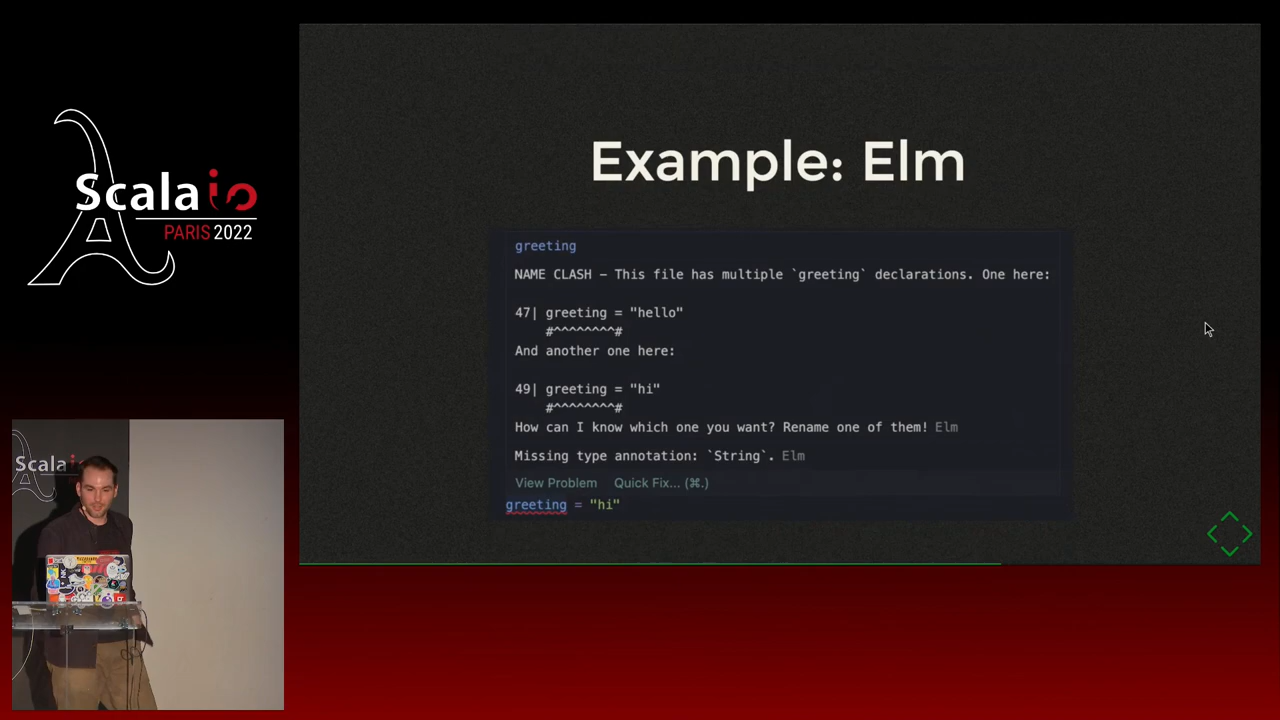 Scala io
PARIS 2022
Example: Elm
greeting
NAME CLASH – This file has multiple `greeting` declarations. One here:
47| greeting = "hello"
#^^^^^^^^#
And another one here:
49| greeting = "hi"
#^^^^^^^^#
How can I know which one you want? Rename one of them! Elm
Missing type annotation: `String`. Elm
View Problem Quick Fix... (⌘.)
greeting = "hi"
Scala io